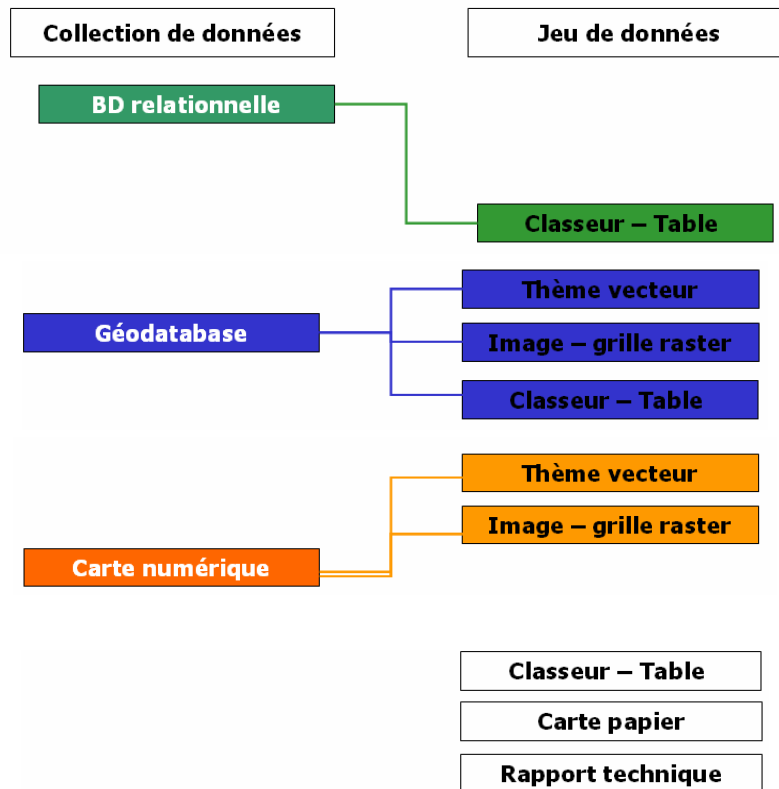 Collection de données
Jeu de données
BD relationnelle
Classeur – Table
Thème vecteur
Géodatabase
Image – grille raster
Classeur – Table
Thème vecteur
Image – grille raster
Carte numérique
Classeur – Table
Carte papier
Rapport technique